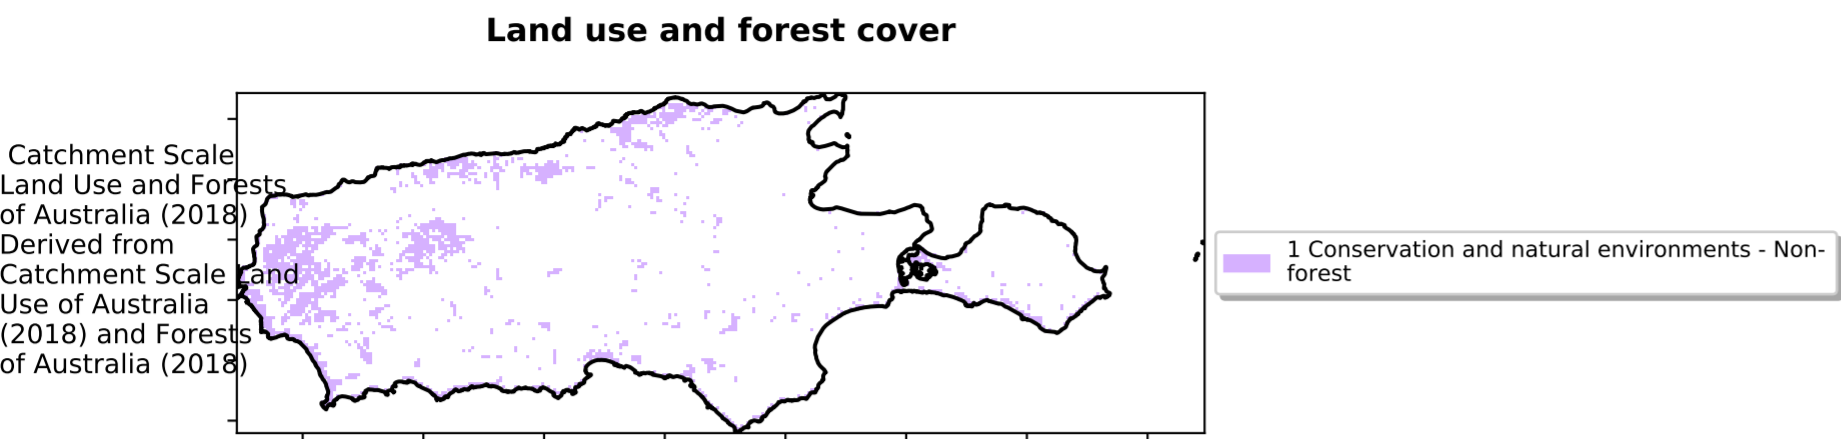 Land use and forest cover
Catchment Scale
Land Use and Forests
of Australia (2018)
Derived from
Catchment Scale Land
Use of Australia
(2018) and Forests
of Australia (2018)
1 Conservation and natural environments - Non-
forest